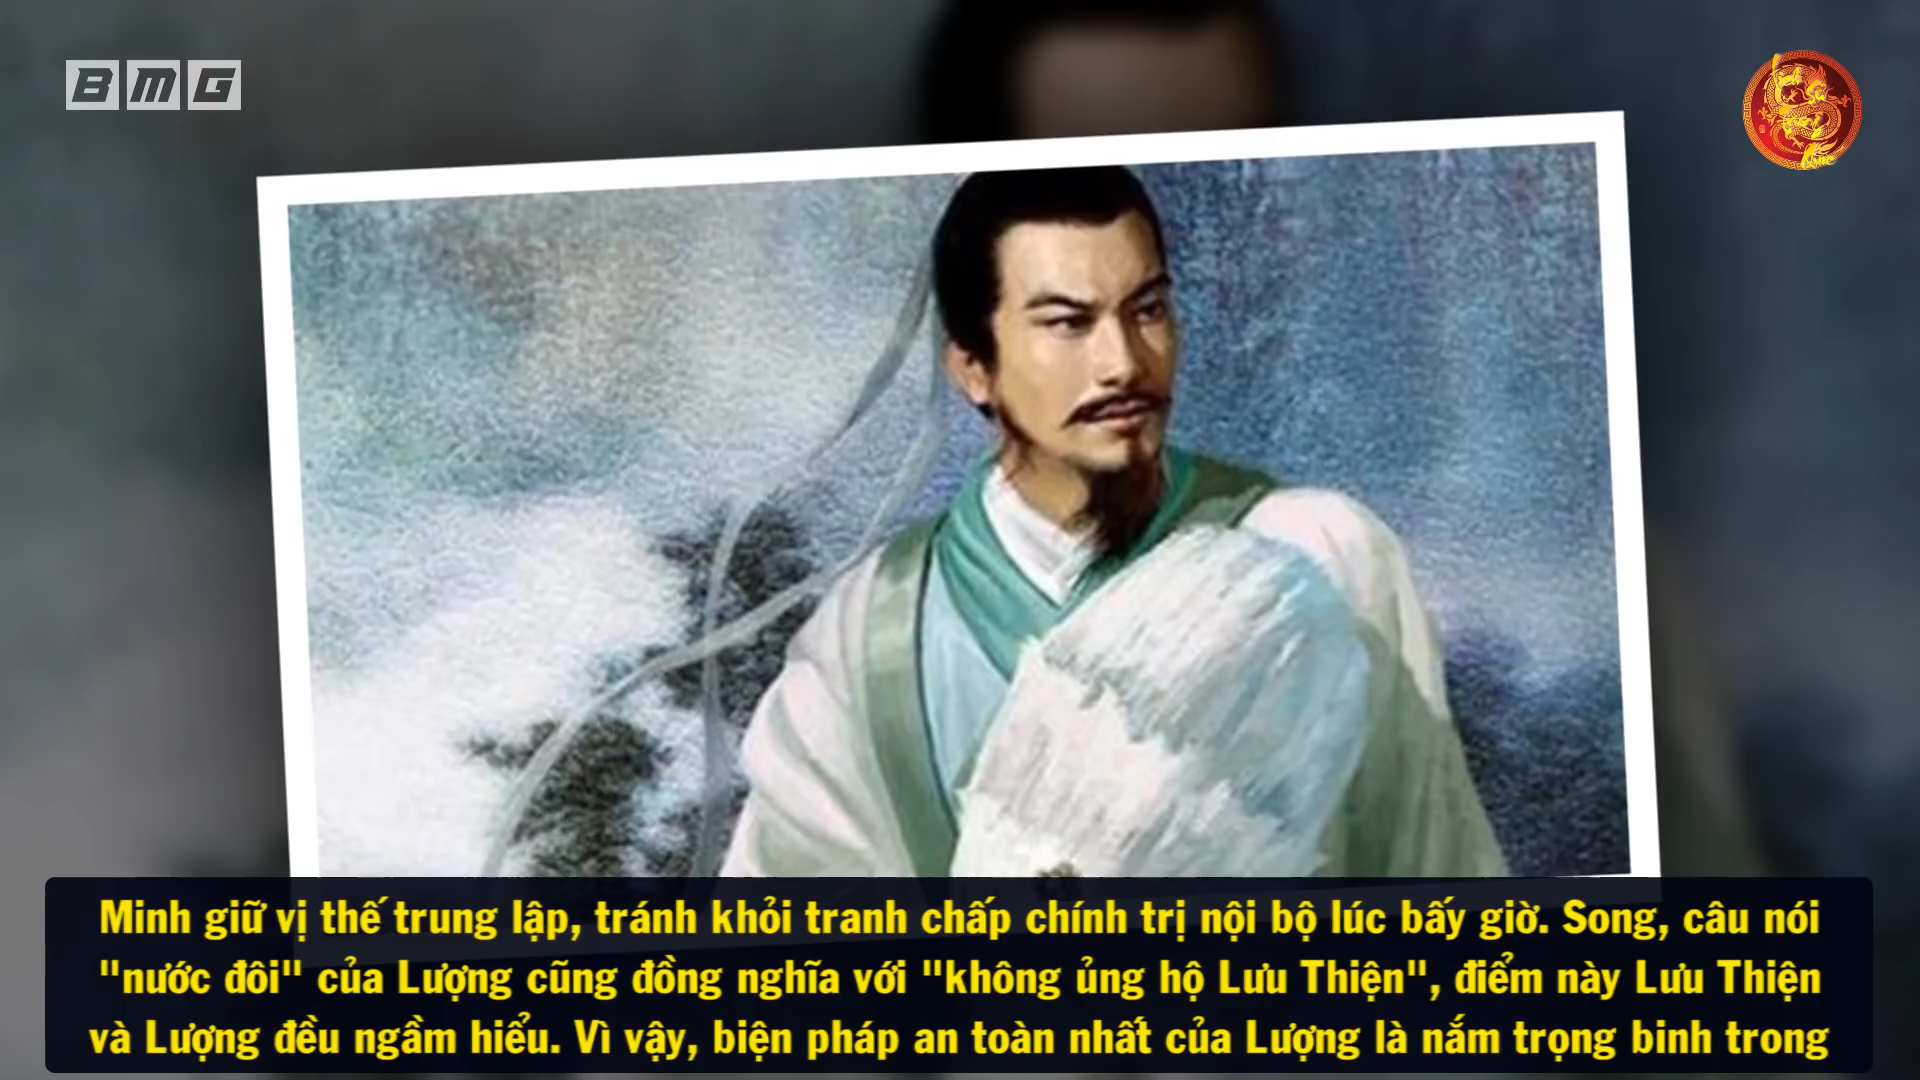 BMG
Minh giữ vị thế trung lập, tránh khỏi tranh chấp chính trị nội bộ lúc bấy giờ. Song, câu nói
"nước đôi" của Lượng cũng đồng nghĩa với "không ủng hộ Lưu Thiện", điểm này Lưu Thiện
và Lượng đều ngầm hiểu. Vì vậy, biện pháp an toàn nhất của Lượng là nắm trọng binh trong